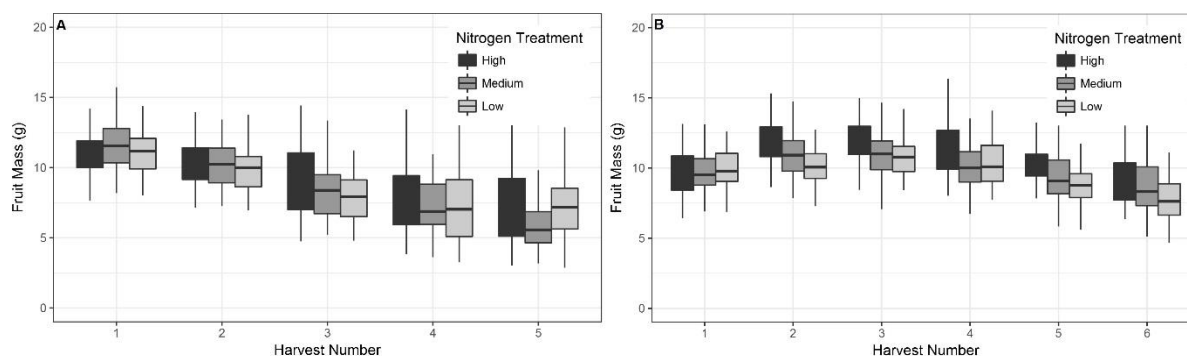 A
Nitrogen Treatment
High
Medium
Low
20
15
10
5
0
Fruit Mass (g)
1 2 3 4 5
Harvest Number
B
Nitrogen Treatment
High
Medium
Low
20
15
10
5
0
Fruit Mass (g)
1 2 3 4 5 6
Harvest Number